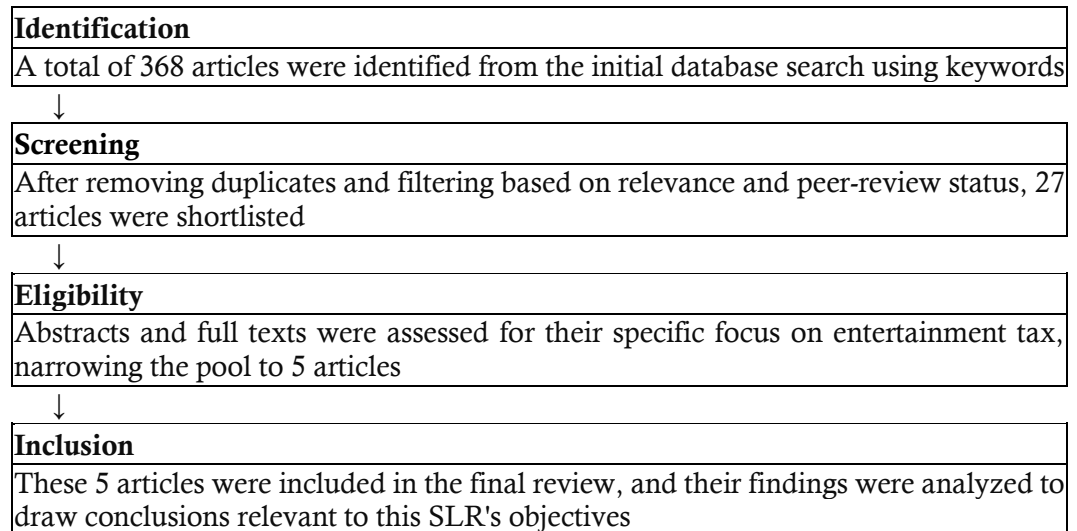 Identification
A total of 368 articles were identified from the initial database search using keywords
↓
Screening
After removing duplicates and filtering based on relevance and peer-review status, 27
articles were shortlisted
↓
Eligibility
Abstracts and full texts were assessed for their specific focus on entertainment tax,
narrowing the pool to 5 articles
↓
Inclusion
These 5 articles were included in the final review, and their findings were analyzed to
draw conclusions relevant to this SLR's objectives